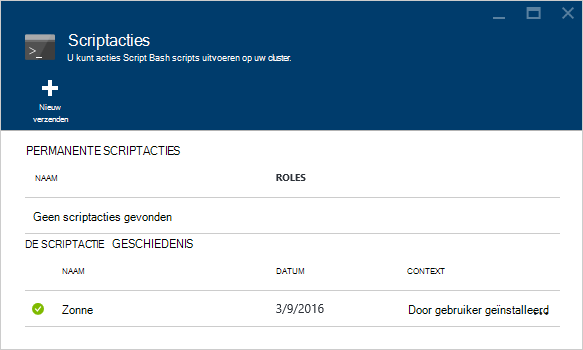 Scriptacties
U kunt acties Script Bash scripts uitvoeren op uw cluster.
Nieuw
verzenden
PERMANENTE SCRIPTACTIES
NAAM ROLES
Geen scriptacties gevonden
DE SCRIPTACTIE GESCHIEDENIS
NAAM DATUM CONTEXT
Zonne 3/9/2016 Door gebruiker geïnstalleerd